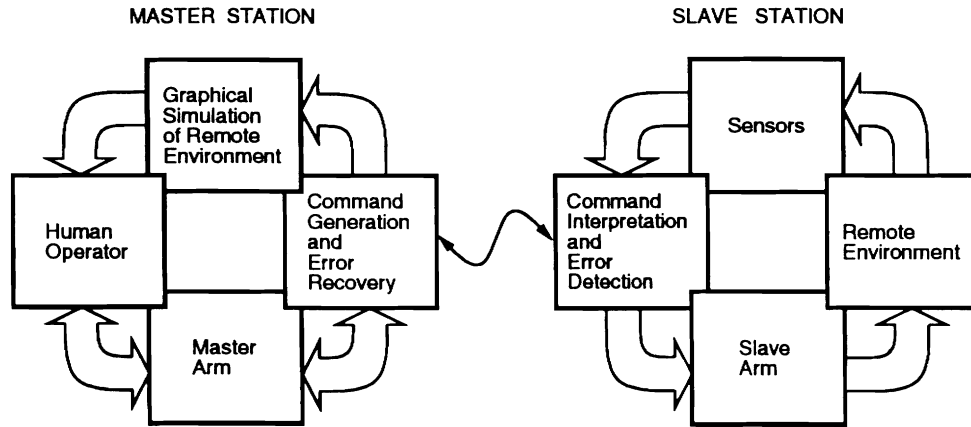 MASTER STATION
SLAVE STATION
Graphical
Simulation
of Remote
Environment
Human
Operator
Command
Generation
and
Error
Recovery
Master
Arm
Sensors
Command
Interpretation
and
Error
Detection
Remote
Environment
Slave
Arm